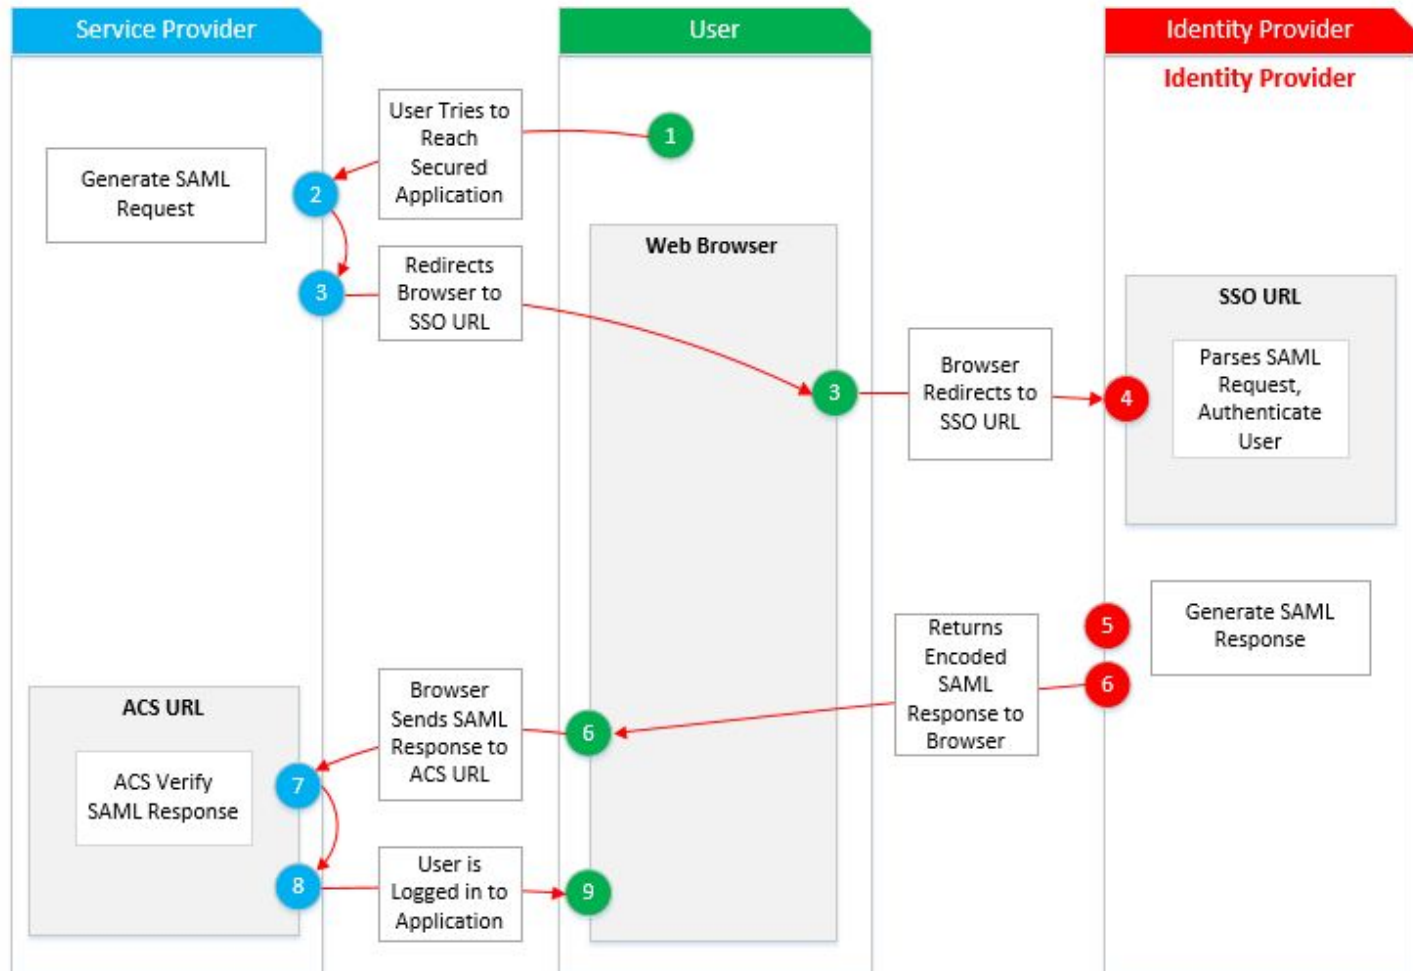 Service Provider
User
Identity Provider
Identity Provider
User Tries to
Reach
Secured
Application
1
Generate SAML
Request
2
Web Browser
Redirects
Browser to
SSO URL
3
SSO URL
Parses SAML
Request,
Authenticate
User
Browser
Redirects to
SSO URL
3
4
Generate SAML
Response
5
Returns
Encoded
SAML
Response to
Browser
6
Browser
Sends SAML
Response to
ACS URL
6
ACS URL
ACS Verify
SAML Response
7
User is
Logged in to
Application
8
9